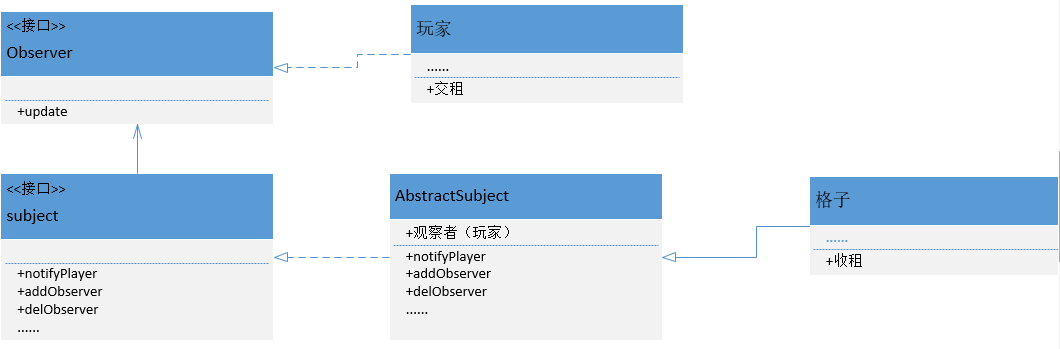 <<接口>>
Observer
+update
玩家
......
+交租
<<接口>>
subject
+notifyPlayer
+addObserver
+delObserver
......
AbstractSubject
+观察者（玩家）
+notifyPlayer
+addObserver
+delObserver
......
格子
......
+收租